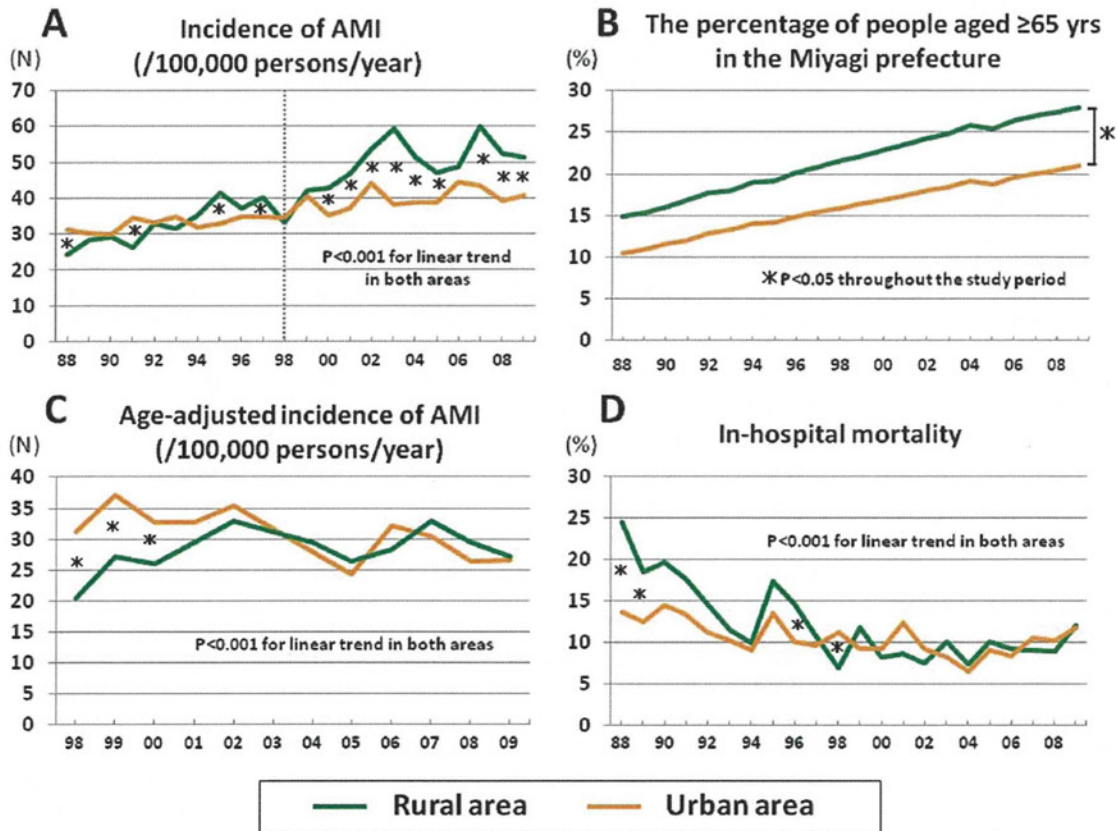 A
Incidence of AMI
(/100,000 persons/year)
(N)
70
60
50
40
30
20
10
0
P<0.001 for linear trend
in both areas
88 90 92 94 96 98 00 02 04 06 08
B
The percentage of people aged ≥65 yrs
in the Miyagi prefecture
(%)
30
25
20
15
10
5
0
* P<0.05 throughout the study period
88 90 92 94 96 98 00 02 04 06 08
C
Age-adjusted incidence of AMI
(/100,000 persons/year)
(N)
40
35
30
25
20
15
10
5
0
P<0.001 for linear trend in both areas
98 99 00 01 02 03 04 05 06 07 08 09
D
In-hospital mortality
(%)
30
25
20
15
10
5
0
P<0.001 for linear trend in both areas
88 90 92 94 96 98 00 02 04 06 08
Rural area Urban area